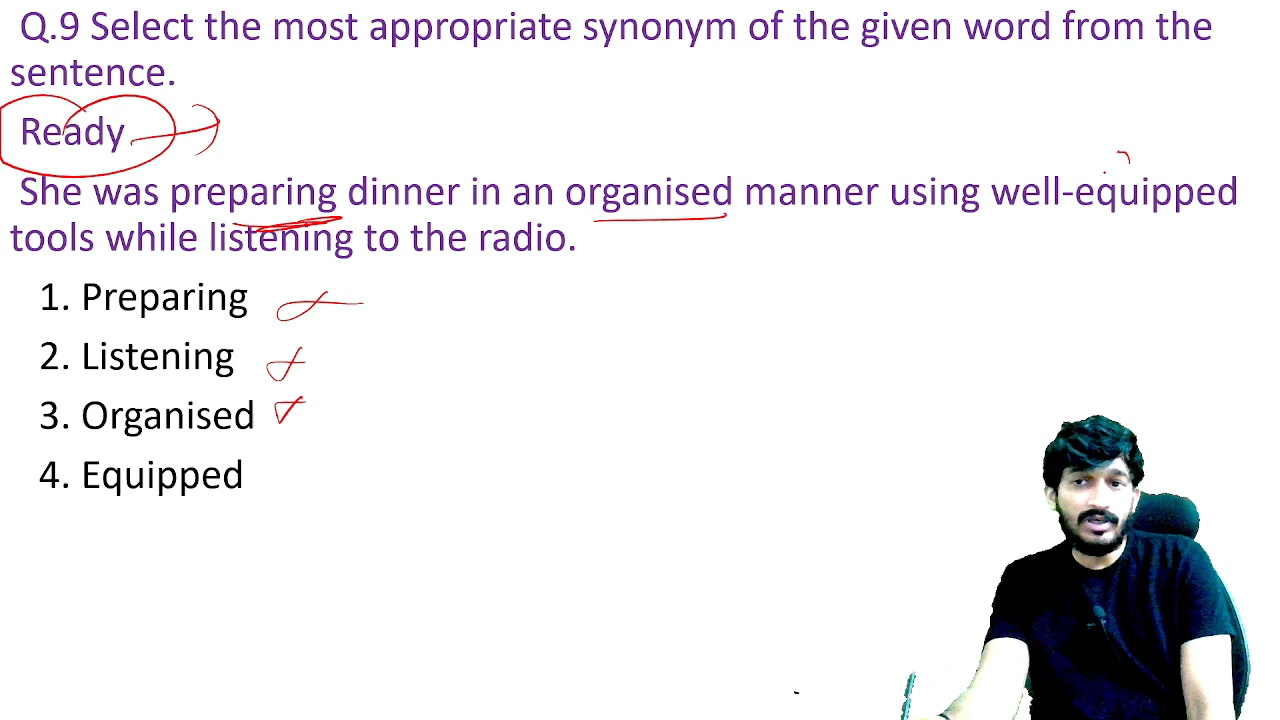 Q.9 Select the most appropriate synonym of the given word from the
sentence.
Ready
She was preparing dinner in an organised manner using well-equipped
tools while listening to the radio.
1. Preparing
2. Listening
3. Organised
4. Equipped